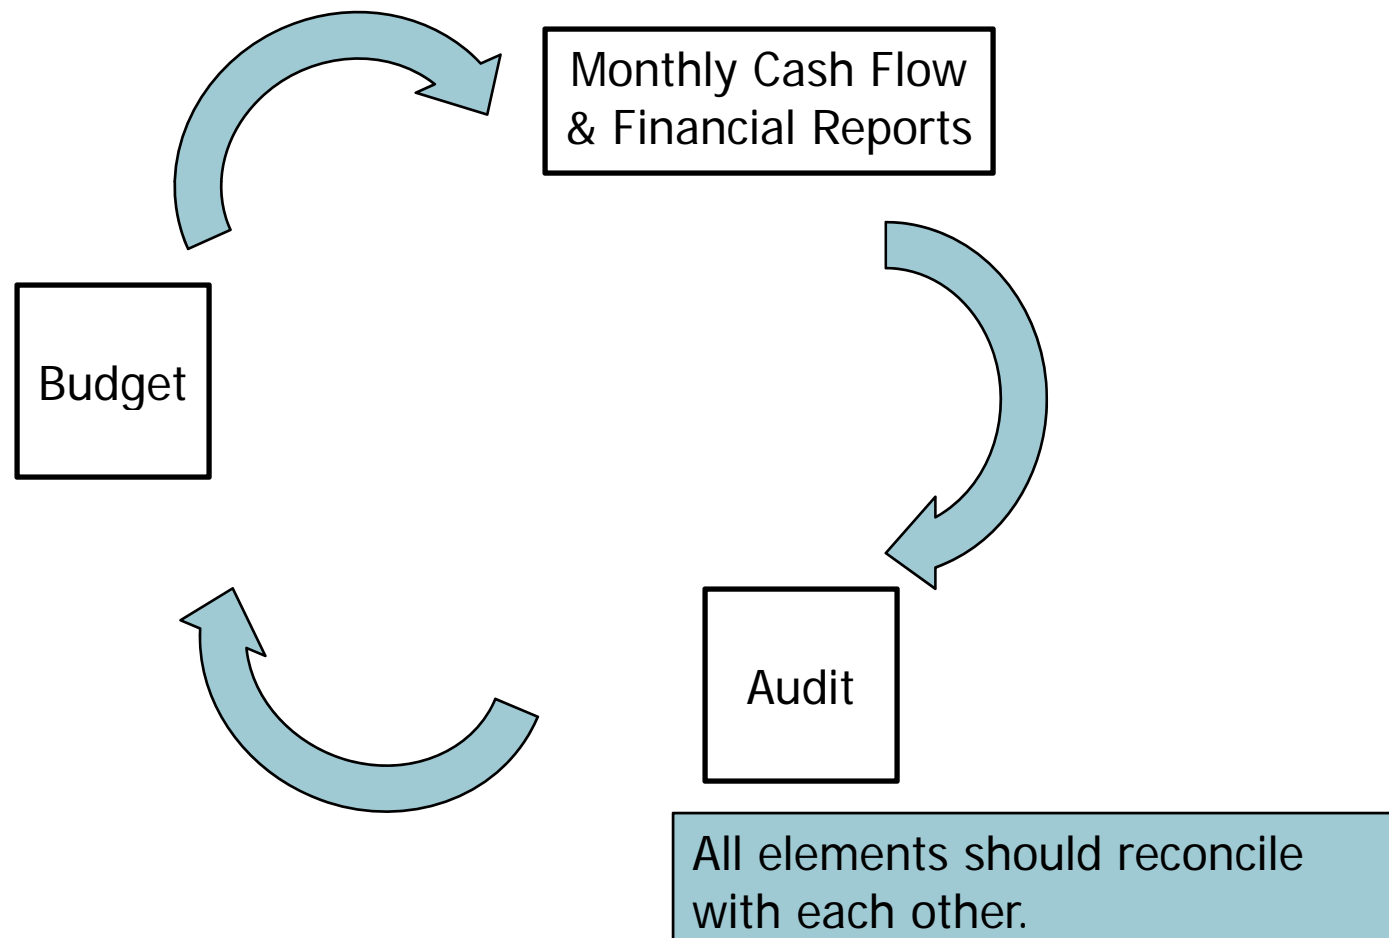 Monthly Cash Flow
& Financial Reports
Budget
Audit
All elements should reconcile
with each other.